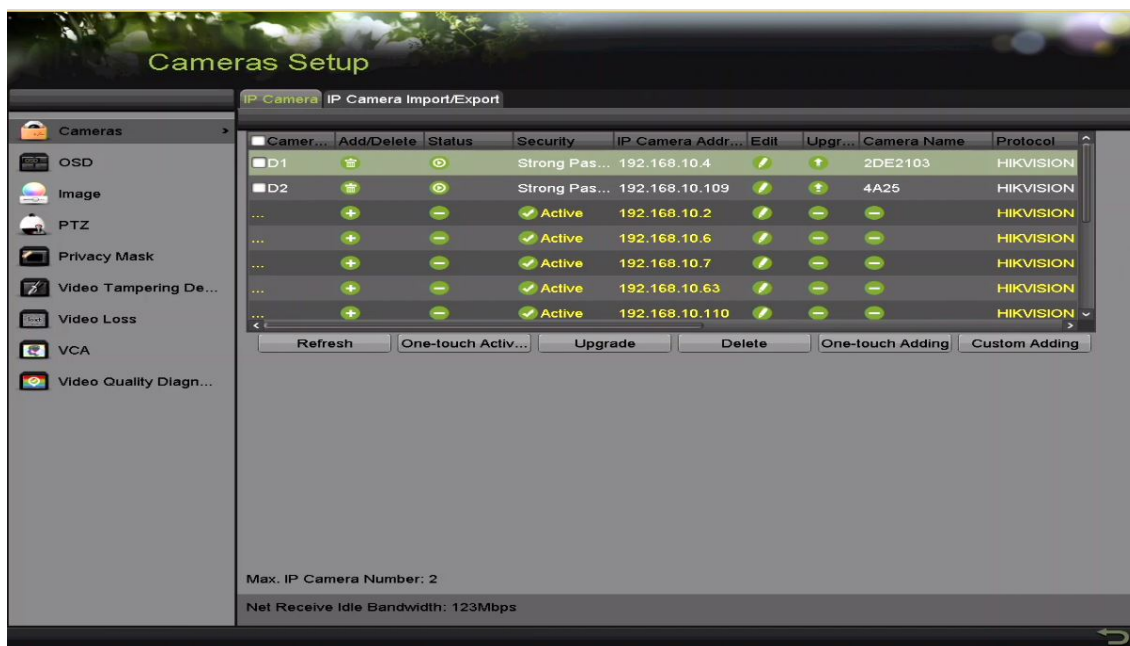 Cameras Setup
IP Camera IP Camera Import/Export
Cameras
OSD
Image
PTZ
Privacy Mask
Video Tampering De...
Video Loss
VCA
Video Quality Diagn...
Camer... Add/Delete Status Security IP Camera Addr... Edit Upgr... Camera Name Protocol
D1 Strong Pas... 192.168.10.4 2DE2103 HIKVISION
D2 Strong Pas... 192.168.10.109 4A25 HIKVISION
... Active 192.168.10.2 HIKVISION
... Active 192.168.10.6 HIKVISION
... Active 192.168.10.7 HIKVISION
... Active 192.168.10.63 HIKVISION
... Active 192.168.10.110 HIKVISION
Refresh One-touch Activ... Upgrade Delete One-touch Adding Custom Adding
Max. IP Camera Number: 2
Net Receive Idle Bandwidth: 123Mbps